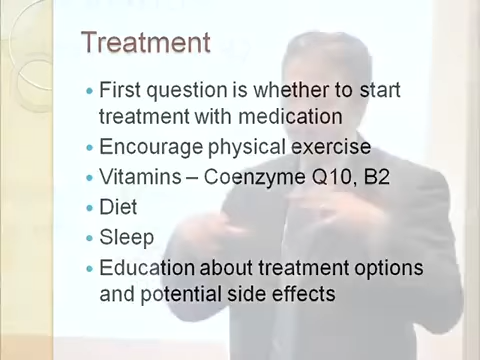 Treatment
• First question is whether to start
treatment with medication
• Encourage physical exercise
• Vitamins – Coenzyme Q10, B2
• Diet
• Sleep
• Education about treatment options
and potential side effects